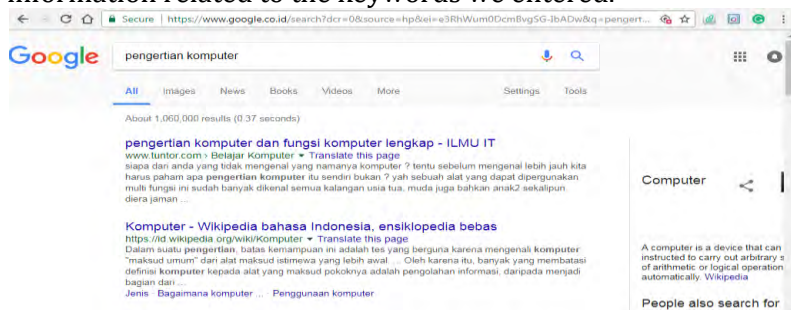 information related to the keywords we entered.
Secure | https://www.google.co.id/search?dcr=0&source=hp&ei=e3RhWum0DcmBvgSG-IbADw&q=pengert...
Google
pengertian komputer
All Images News Books Videos More Settings Tools
About 1,060,000 results (0.37 seconds)
pengertian komputer dan fungsi komputer lengkap - ILMU IT
www.tuntor.com › Belajar Komputer ▾ Translate this page
siapa dari anda yang tidak mengenal yang namanya komputer ? tentu sebelum mengenal lebih jauh kita
harus paham apa pengertian komputer itu sendiri bukan ? yah sebuah alat yang dapat dipergunakan
multi fungsi ini sudah banyak dikenal semua kalangan usia tua, muda juga bahkan anak2 sekalipun.
diera jaman ...
Komputer - Wikipedia bahasa Indonesia, ensiklopedia bebas
https://id.wikipedia.org/wiki/Komputer ▾ Translate this page
Dalam suatu pengertian, batas kemampuan ini adalah tes yang berguna karena mengenali komputer
"maksud umum" dari alat maksud istimewa yang lebih awal. ... Oleh karena itu, banyak yang membatasi
definisi komputer kepada alat yang maksud pokoknya adalah pengolahan informasi, daripada menjadi
bagian dari ...
Jenis · Bagaimana komputer ... · Penggunaan komputer
Computer
A computer is a device that can
instructed to carry out arbitrary s
of arithmetic or logical operation
automatically. Wikipedia
People also search for